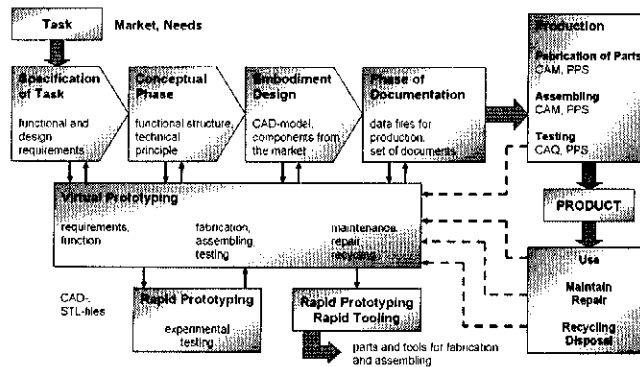 Task
Market, Needs
Specification
of Task
functional and
design
requirements
Conceptual
Phase
functional structure,
technical
principle
Embodiment
Design
CAD-model,
components from
the market
Phase of
Documentation
data files for
production,
set of documents
Production
Fabrication of Parts
CAM, PPS
Assembling
CAM, PPS
Testing
CAQ, PPS
Virtual Prototyping
requirements,
function
fabrication,
assembling,
testing
maintenance,
repair,
recycling
PRODUCT
Use
Maintain
Repair
Recycling
Disposal
CAD-,
STL-files
Rapid Prototyping
experimental
testing
Rapid Prototyping
Rapid Tooling
parts and tools for fabrication
and assembling